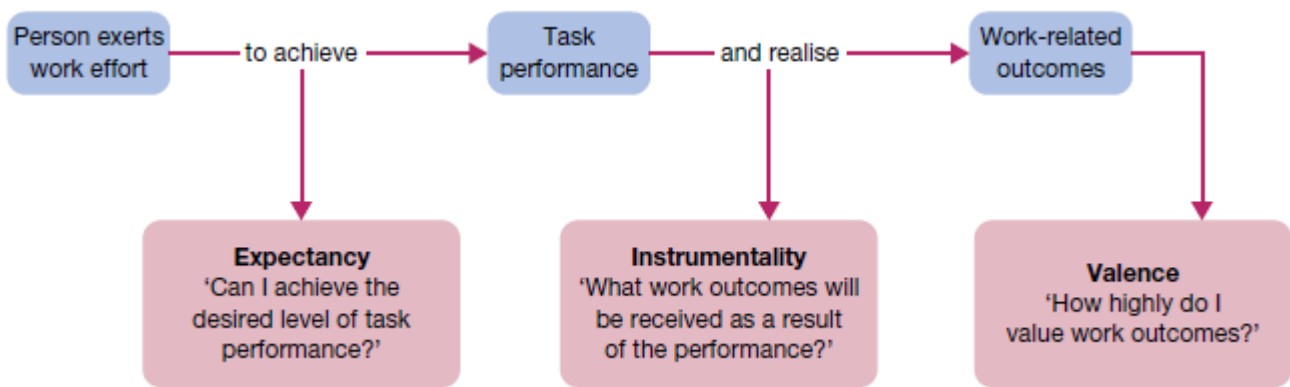 Person exerts
work effort
to achieve
Task
performance
and realise
Work-related
outcomes
Expectancy
‘Can I achieve the
desired level of task
performance?’
Instrumentality
‘What work outcomes will
be received as a result
of the performance?’
Valence
‘How highly do I
value work outcomes?’